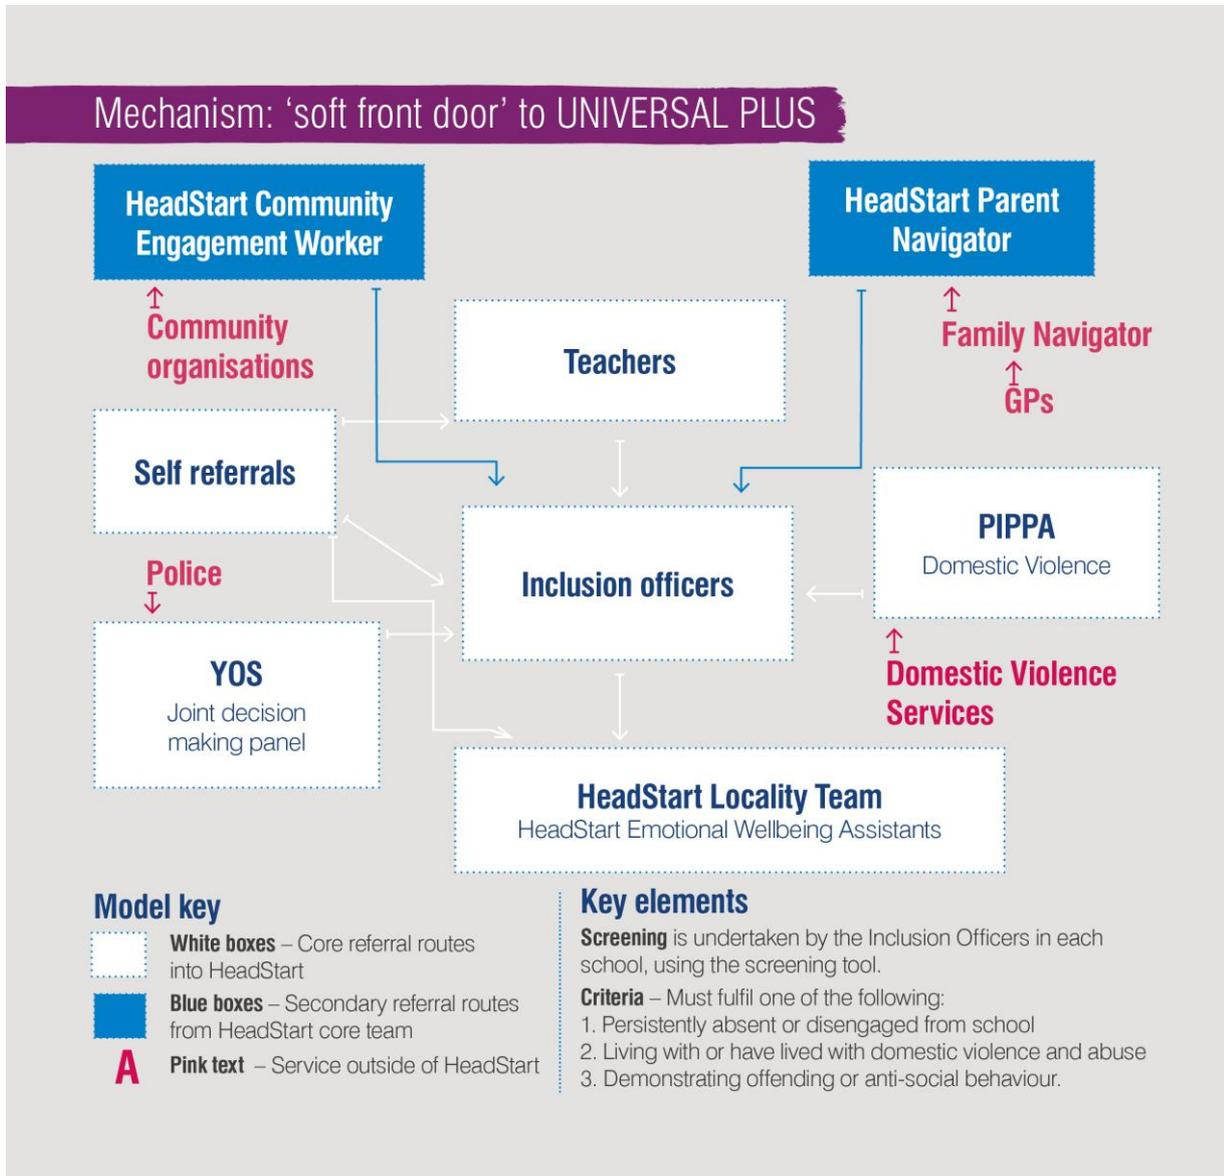 Mechanism: ‘soft front door’ to UNIVERSAL PLUS
HeadStart Community
Engagement Worker
HeadStart Parent
Navigator
Community
organisations
Teachers
Family Navigator
GPs
Self referrals
PIPPA
Domestic Violence
Inclusion officers
Police
YOS
Joint decision
making panel
Domestic Violence
Services
HeadStart Locality Team
HeadStart Emotional Wellbeing Assistants
Model key
White boxes – Core referral routes
into HeadStart
Blue boxes – Secondary referral routes
from HeadStart core team
A
Pink text – Service outside of HeadStart
Key elements
Screening is undertaken by the Inclusion Officers in each
school, using the screening tool.
Criteria – Must fulfil one of the following:
1. Persistently absent or disengaged from school
2. Living with or have lived with domestic violence and abuse
3. Demonstrating offending or anti-social behaviour.